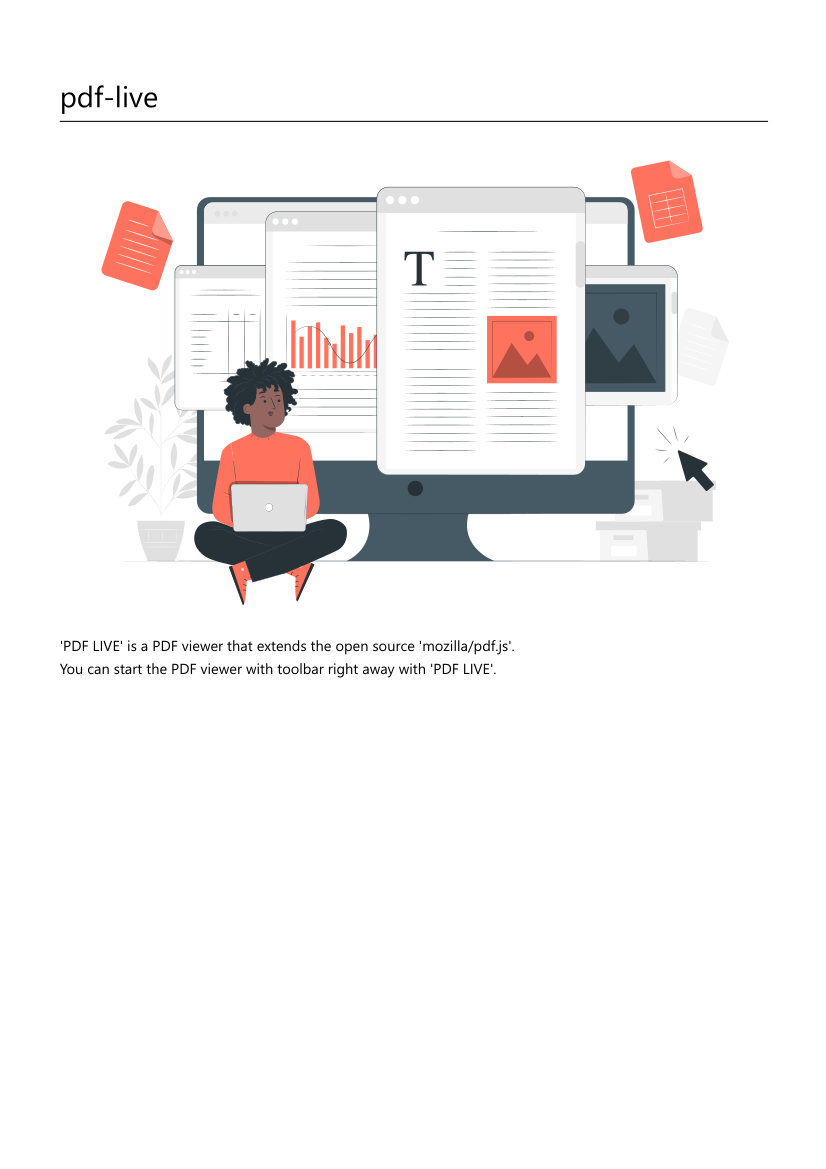 pdf-live
T
'PDF LIVE' is a PDF viewer that extends the open source 'mozilla/pdf.js'.
You can start the PDF viewer with toolbar right away with 'PDF LIVE'.